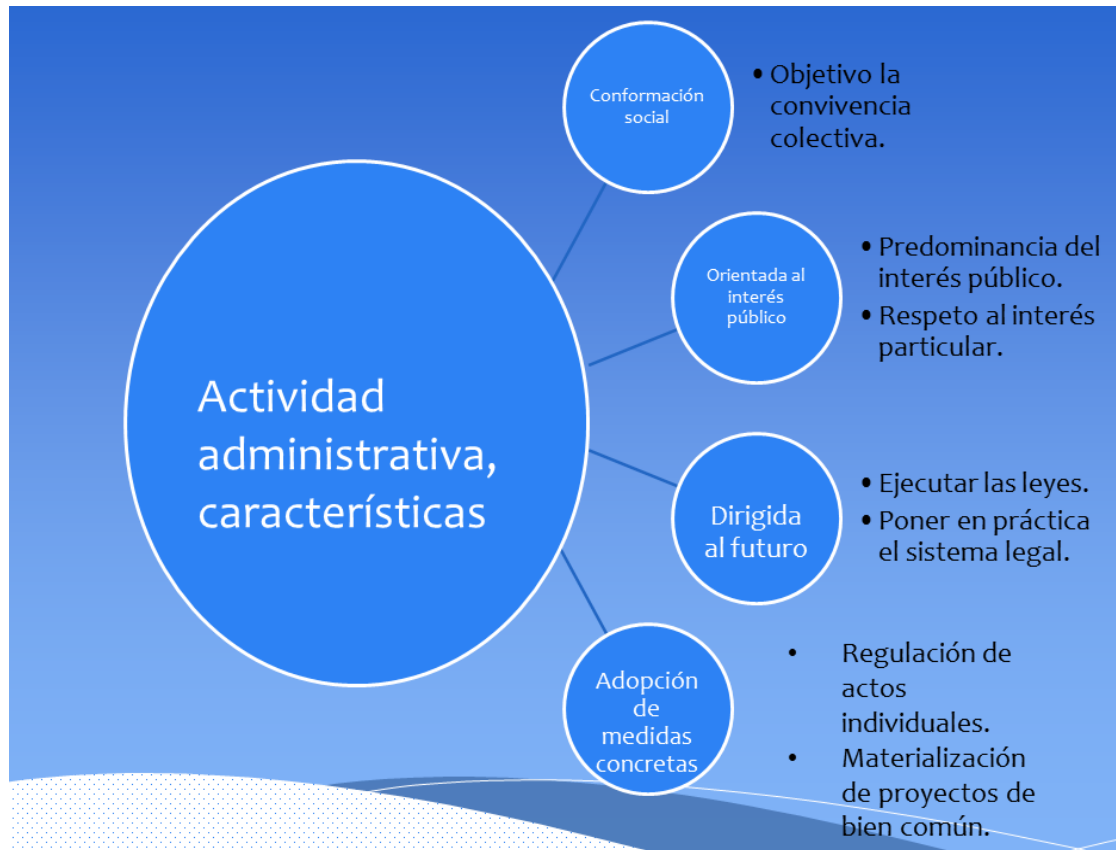 Actividad
administrativa,
características
Conformación
social
• Objetivo la
convivencia
colectiva.
Orientada al
interés
público
• Predominancia del
interés público.
• Respeto al interés
particular.
Dirigida
al futuro
• Ejecutar las leyes.
• Poner en práctica
el sistema legal.
Adopción
de
medidas
concretas
• Regulación de
actos
individuales.
• Materialización
de proyectos de
bien común.